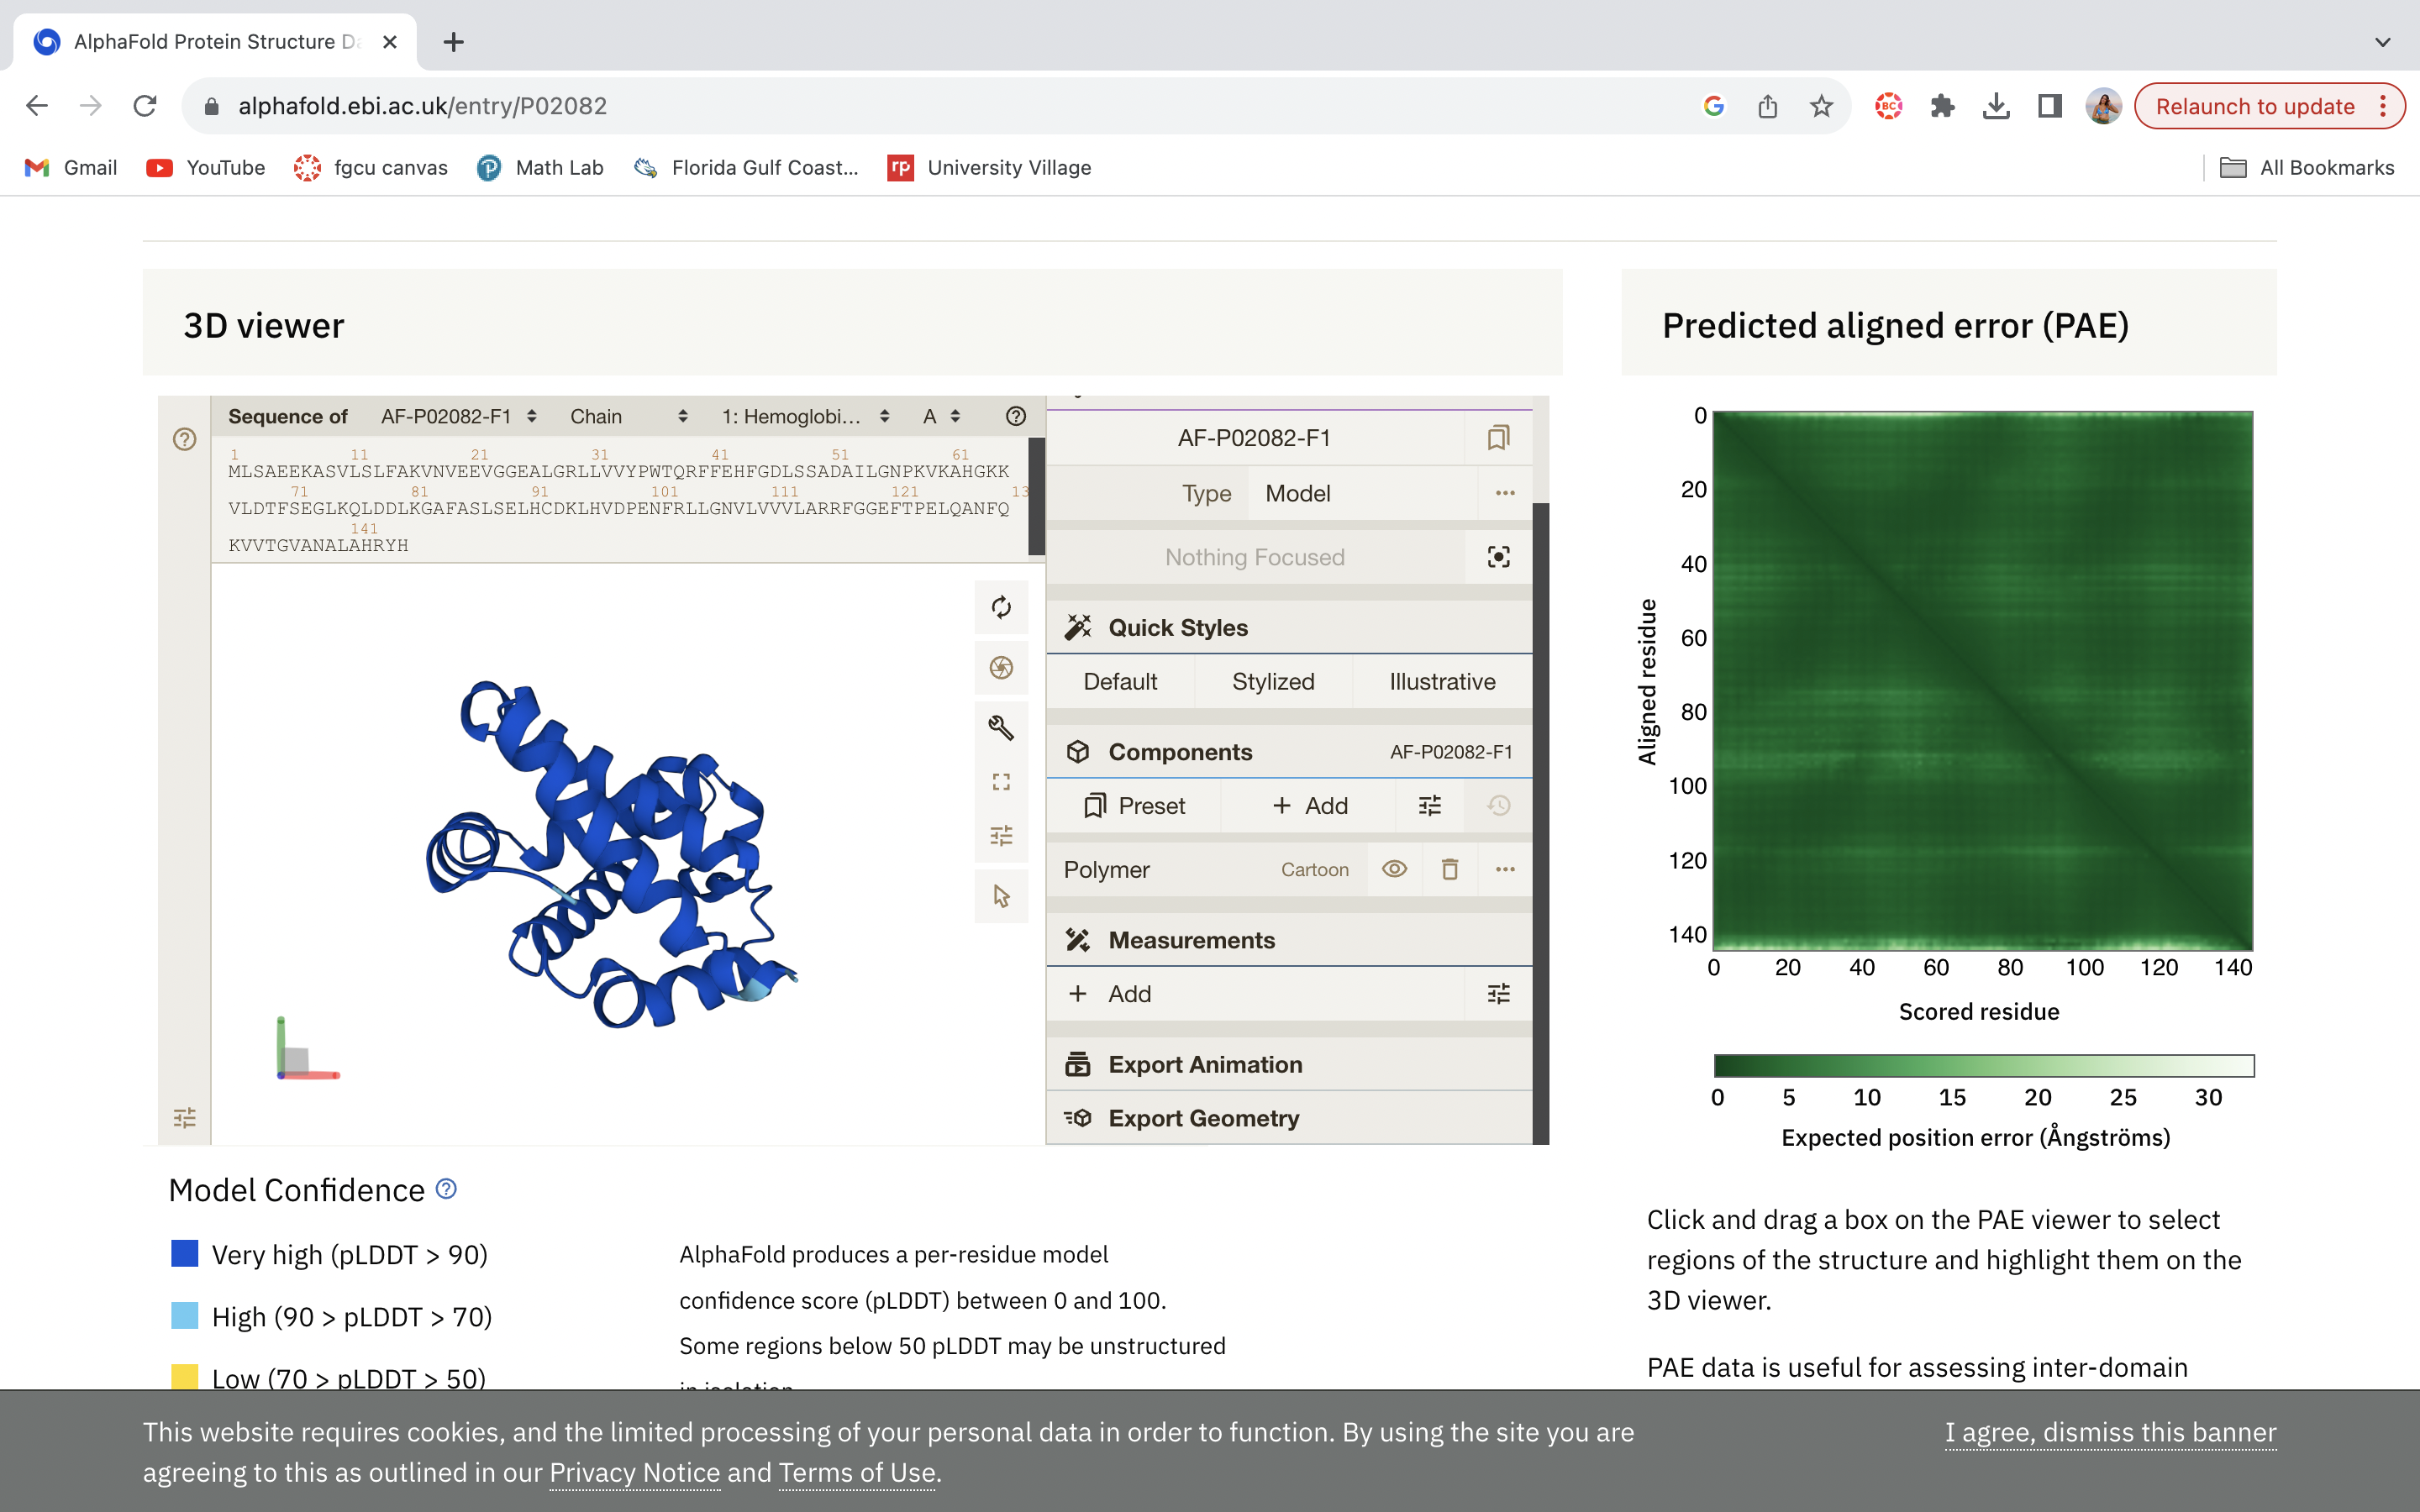 AlphaFold Protein Structure Da
alphafold.ebi.ac.uk/entry/P02082
BC
Relaunch to update
Gmail
YouTube
fgcu canvas
Math Lab
Florida Gulf Coast...
rp
University Village
All Bookmarks
3D viewer
Predicted aligned error (PAE)
Sequence of AF-P02082-F1 Chain 1: Hemoglobi... A
1 11 21 31 41 51 61
MLSAEEKASVLSLFAKVNVEEVGGEALGRLLVVYPWTQRFFEHFGDLSSADAILGNPKVKAHGKK
71 81 91 101 111 121 13
VLDTFSEGLKQLDDLKGAFASLSELHCDKLHVDPENFRLLGNVLVVVLARRFGGEFTPELQANFQ
141
KVVTGVANALAHRYH
AF-P02082-F1
Type Model
Nothing Focused
Quick Styles
Default Stylized Illustrative
Components AF-P02082-F1
Preset + Add
Polymer Cartoon
Measurements
+ Add
Export Animation
Export Geometry
Aligned residue
0
20
40
60
80
100
120
140
0 20 40 60 80 100 120 140
Scored residue
0 5 10 15 20 25 30
Expected position error (Ångströms)
Click and drag a box on the PAE viewer to select
regions of the structure and highlight them on the
3D viewer.
PAE data is useful for assessing inter-domain
Model Confidence
Very high (pLDDT > 90)
High (90 > pLDDT > 70)
Low (70 > pLDDT > 50)
AlphaFold produces a per-residue model
confidence score (pLDDT) between 0 and 100.
Some regions below 50 pLDDT may be unstructured
in isolation.
This website requires cookies, and the limited processing of your personal data in order to function. By using the site you are
agreeing to this as outlined in our Privacy Notice and Terms of Use.
I agree, dismiss this banner